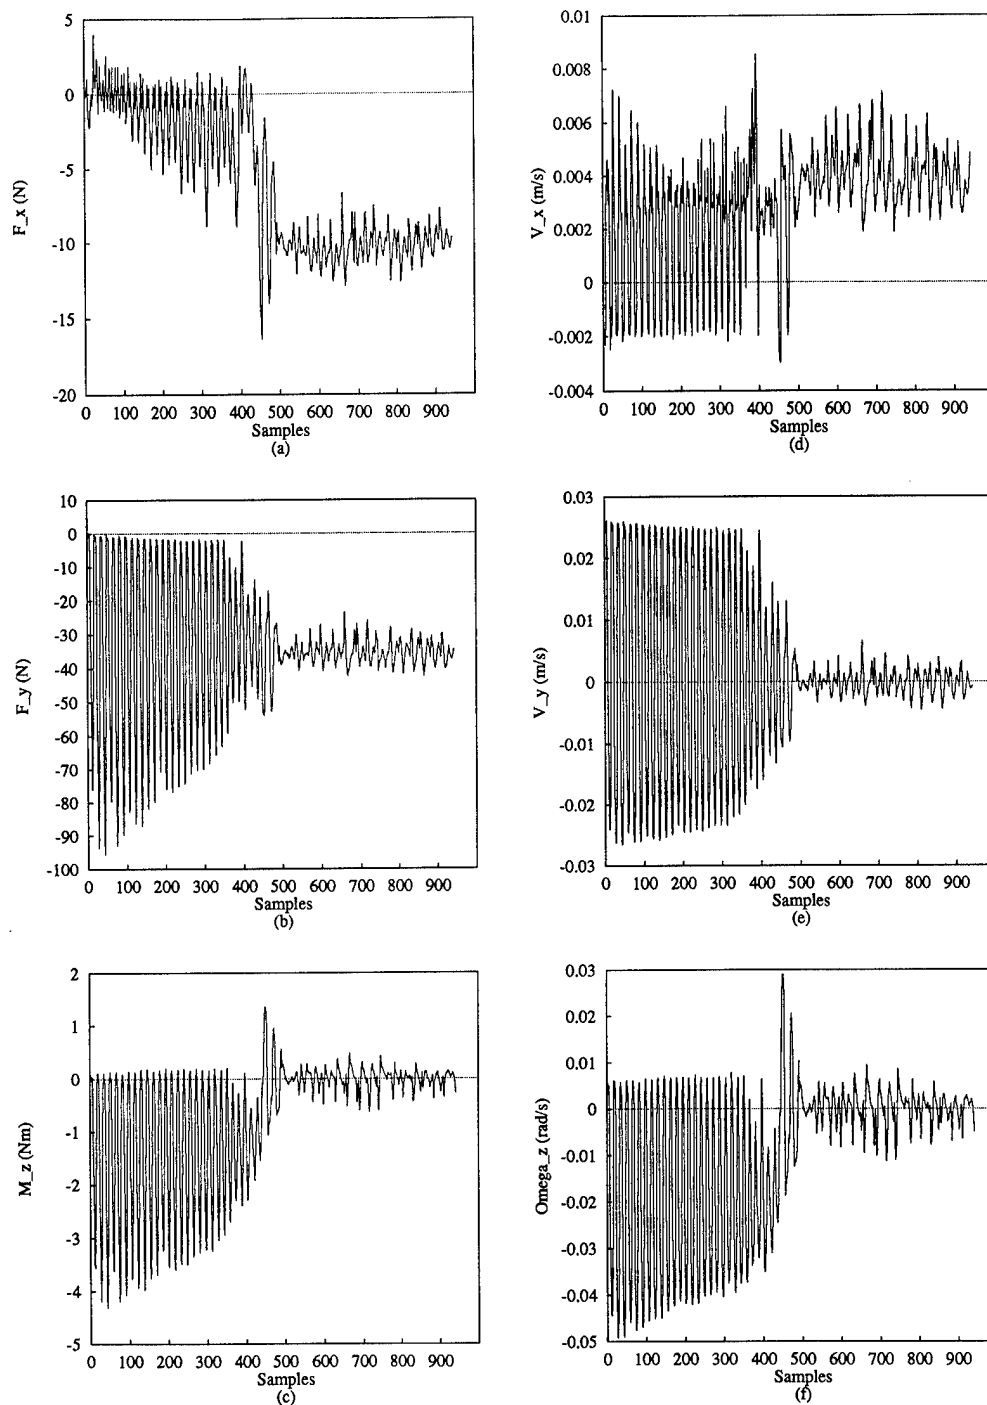 5
0
-5
-10
-15
-20
F_x (N)
0 100 200 300 400 500 600 700 800 900
Samples
(a)
0.01
0.008
0.006
0.004
0.002
0
-0.002
-0.004
V_x (m/s)
0 100 200 300 400 500 600 700 800 900
Samples
(d)
10
0
-10
-20
-30
-40
-50
-60
-70
-80
-90
-100
F_y (N)
0 100 200 300 400 500 600 700 800 900
Samples
(b)
0.03
0.02
0.01
0
-0.01
-0.02
-0.03
V_y (m/s)
0 100 200 300 400 500 600 700 800 900
Samples
(e)
2
1
0
-1
-2
-3
-4
-5
M_z (Nm)
0 100 200 300 400 500 600 700 800 900
Samples
(c)
0.03
0.02
0.01
0
-0.01
-0.02
-0.03
-0.04
-0.05
Omega_z (rad/s)
0 100 200 300 400 500 600 700 800 900
Samples
(f)